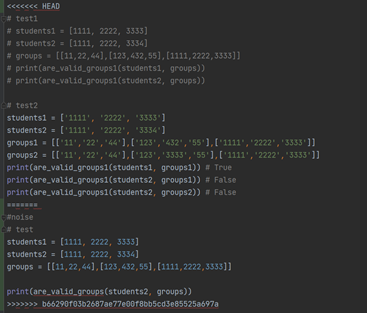 <<<<<<< HEAD
# test1
# students1 = [1111, 2222, 3333]
# students2 = [1111, 2222, 3334]
# groups = [[11,22,44],[123,432,55],[1111,2222,3333]]
# print(are_valid_groups1(students1, groups))
# print(are_valid_groups1(students2, groups))
# test2
students1 = ['1111', '2222', '3333']
students2 = ['1111', '2222', '3334']
groups1 = [['11','22','44'],['123','432','55'],['1111','2222','3333']]
groups2 = [['11','22','44'],['123','3333','55'],['1111','2222','3333']]
print(are_valid_groups1(students1, groups1)) # True
print(are_valid_groups1(students2, groups1)) # False
print(are_valid_groups1(students2, groups2)) # False
=======
#noise
# test
students1 = [1111, 2222, 3333]
students2 = [1111, 2222, 3334]
groups = [[11,22,44],[123,432,55],[1111,2222,3333]]
print(are_valid_groups(students2, groups))
>>>>>>> b66290f03b2687ae77e00f8bb5cd3e85525a697a